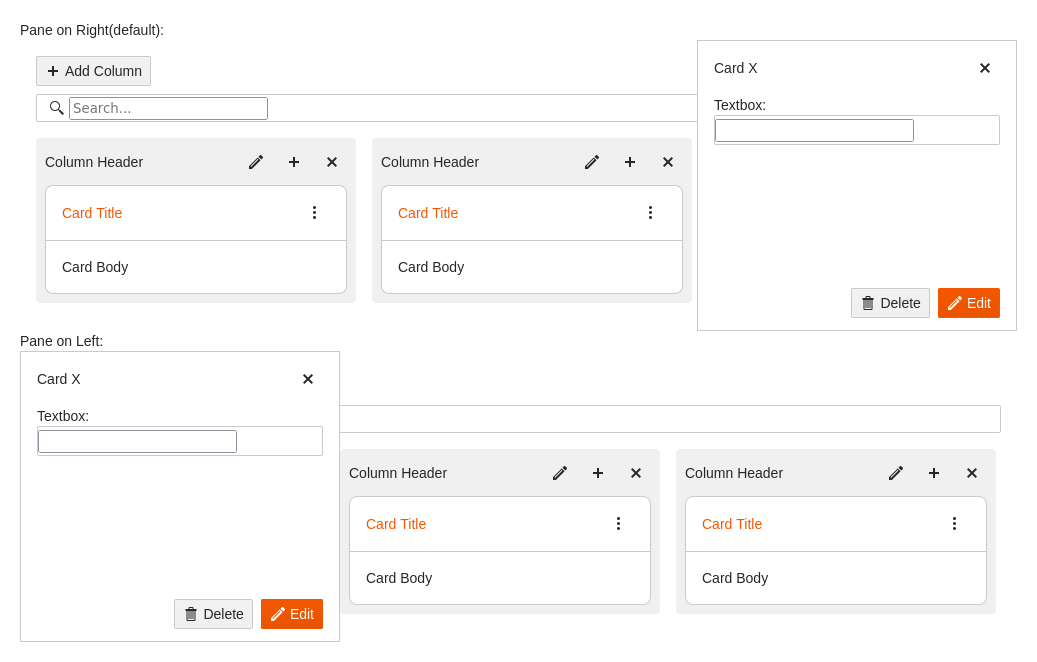 Pane on Right(default):
Add Column
Search...
Column Header
Card Title
Card Body
Column Header
Card Title
Card Body
Card X
Textbox:
Delete
Edit
Pane on Left:
Card X
Textbox:
Delete
Edit
Column Header
Card Title
Card Body
Column Header
Card Title
Card Body